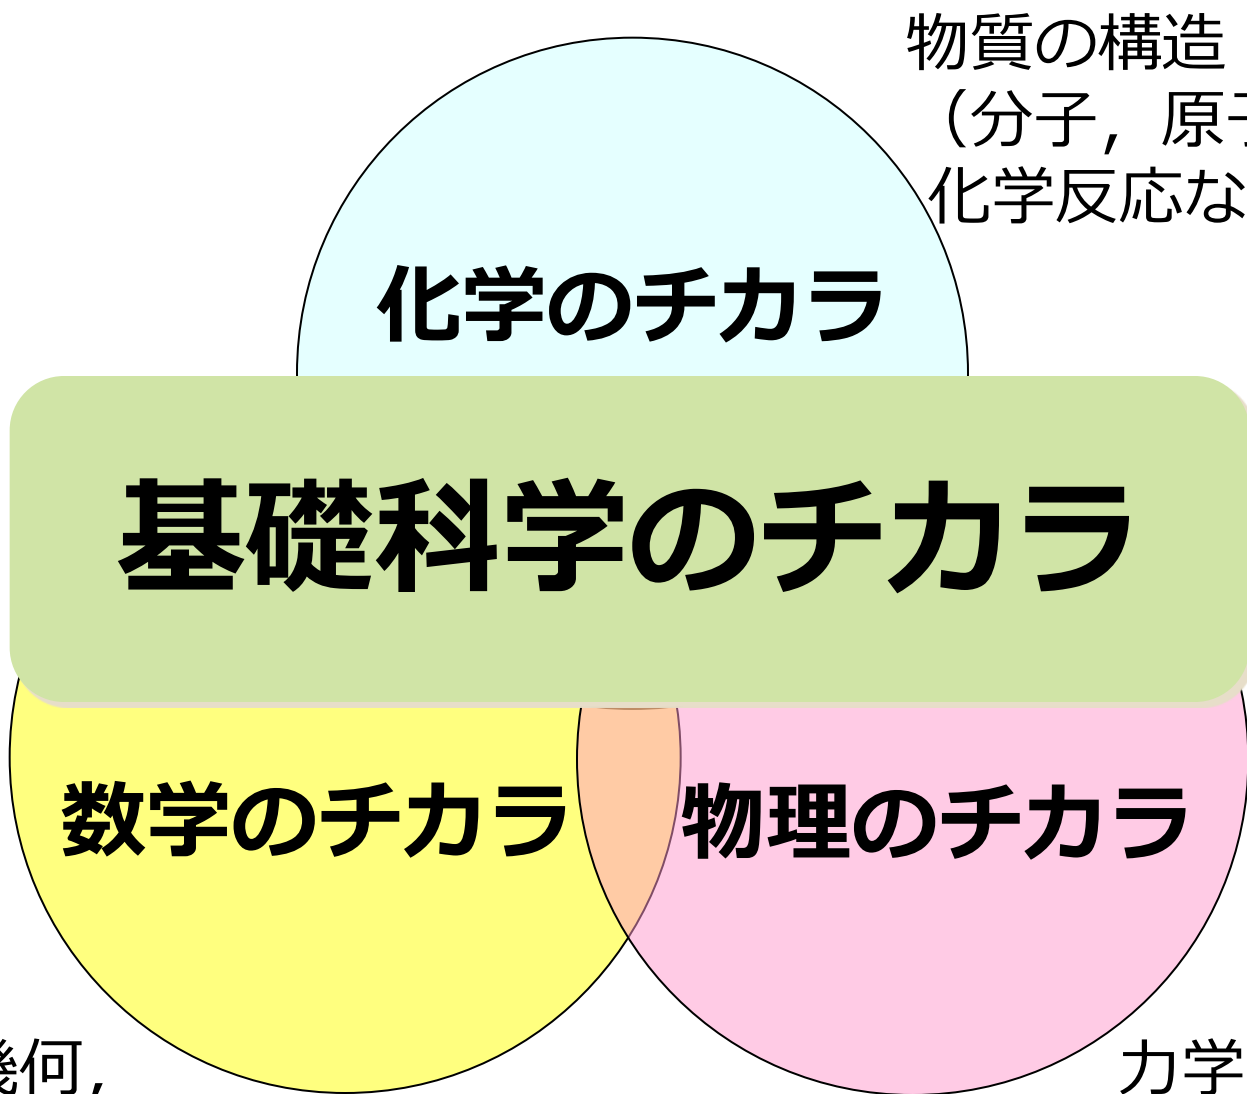 物質の構造
（分子，原子
化学反応な
化学のチカラ
基礎科学のチカラ
数学のチカラ
物理のチカラ
幾何，
力学